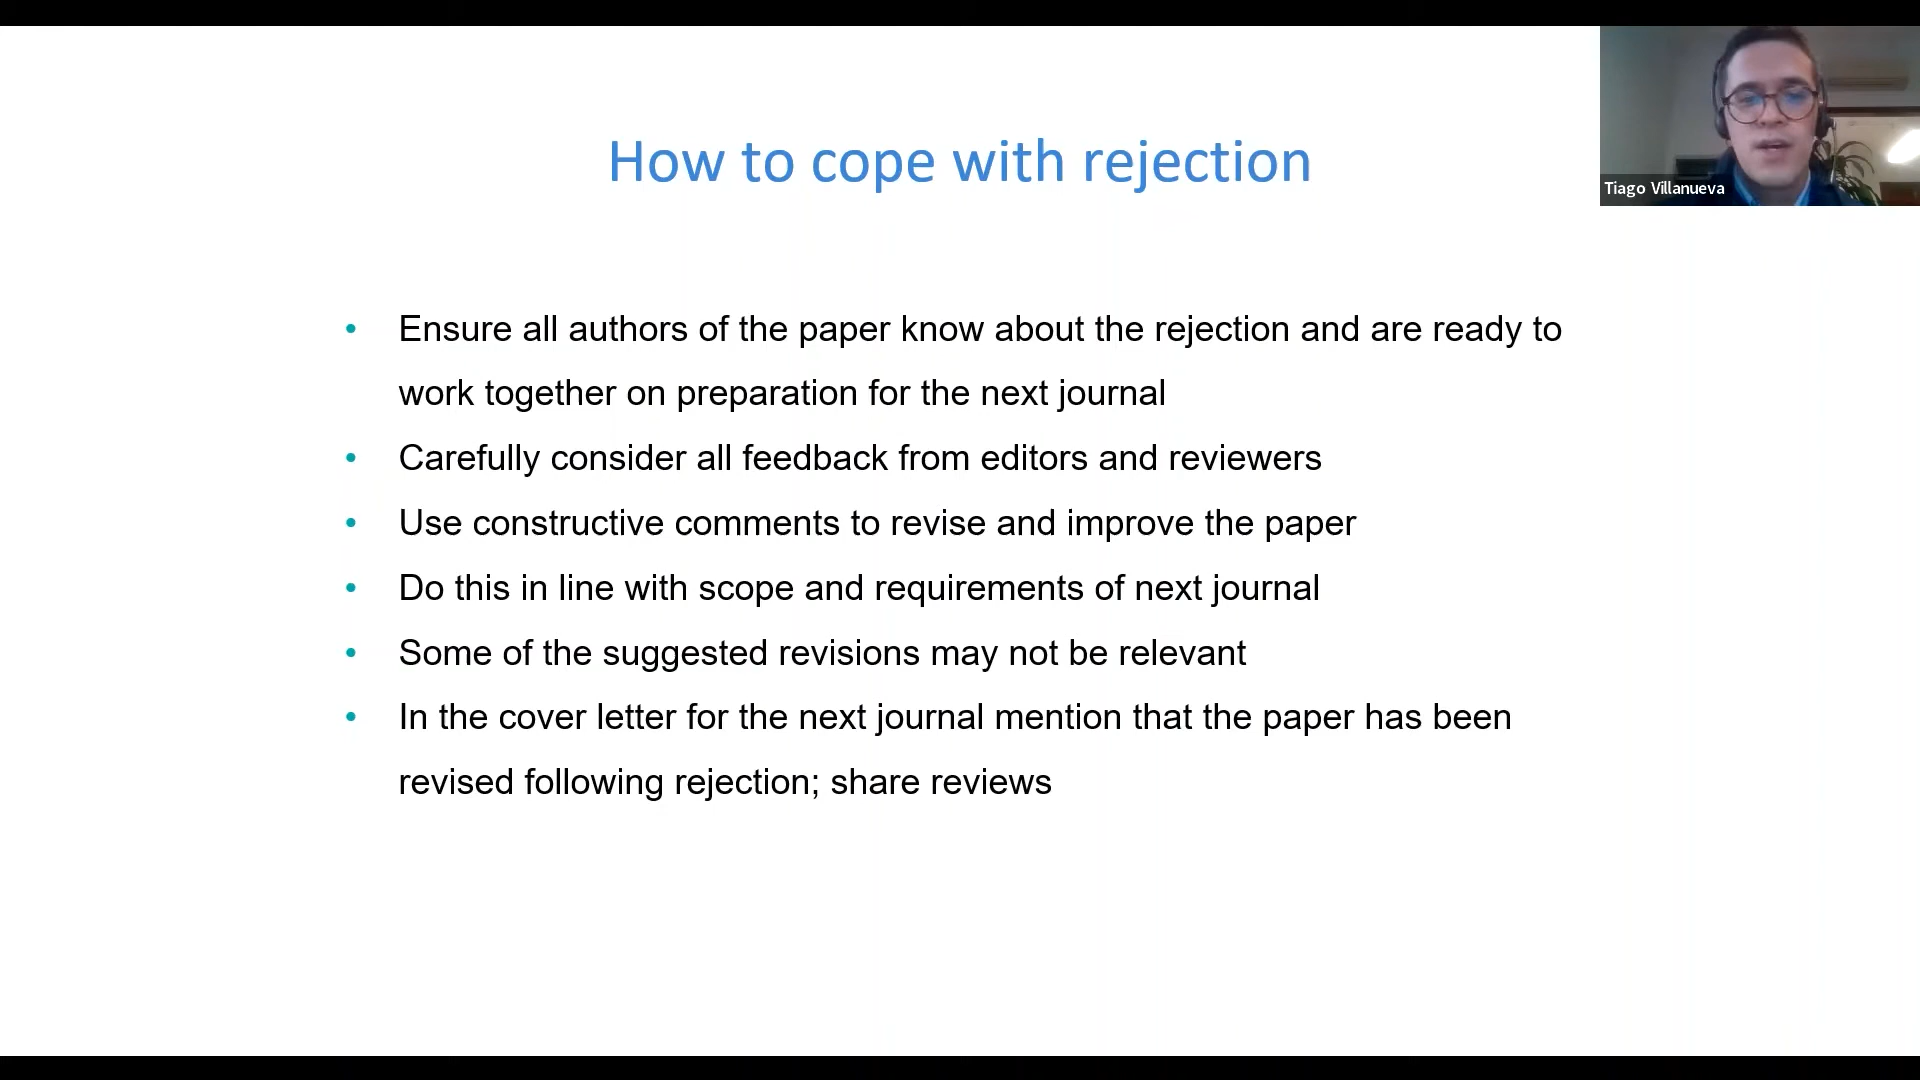 How to cope with rejection
Tiago Villanueva
• Ensure all authors of the paper know about the rejection and are ready to
work together on preparation for the next journal
• Carefully consider all feedback from editors and reviewers
• Use constructive comments to revise and improve the paper
• Do this in line with scope and requirements of next journal
• Some of the suggested revisions may not be relevant
• In the cover letter for the next journal mention that the paper has been
revised following rejection; share reviews